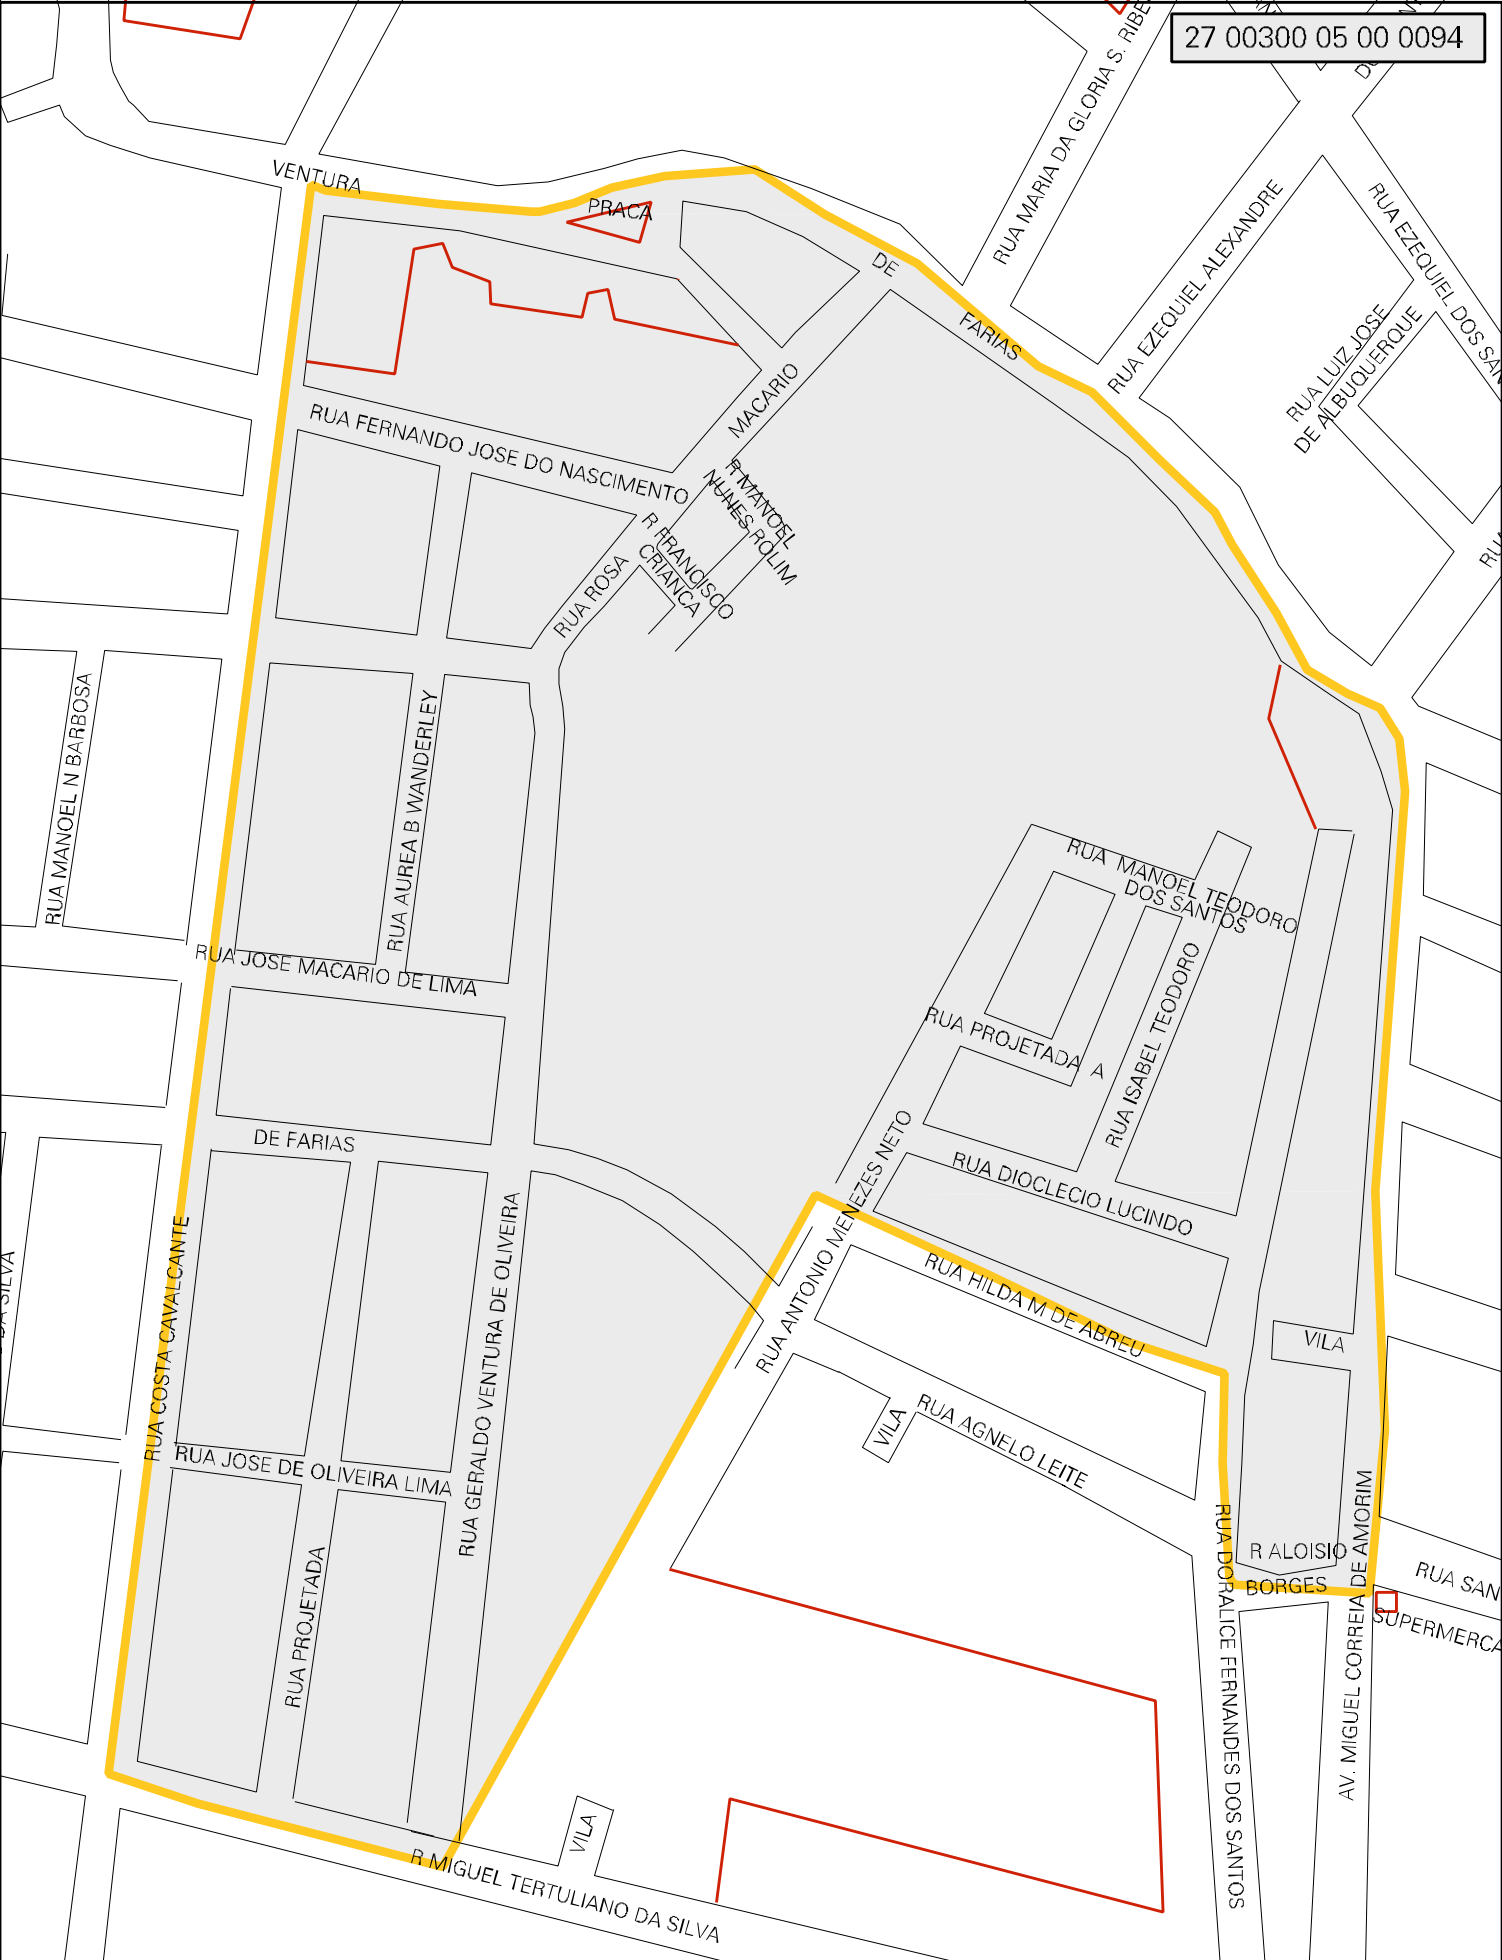 27 00300 05 00 0094
RUA MARIA DA GLORIA S. RIBE
VENTURA
PRACA
DE
FARIAS
RUA EZEQUIEL ALEXANDRE
RUA EZEQUIEL DOS SAN
RUA LUIZ JOSE
DE ALBUQUERQUE
RUA
MACARIO
RUA FERNANDO JOSE DO NASCIMENTO
R MANOEL
NUNES ROLIM
R FRANCISCO
CRIANCA
RUA ROSA
RUA MANOEL N BARBOSA
RUA AUREA B WANDERLEY
RUA MANOEL TEODORO
DOS SANTOS
RUA JOSE MACARIO DE LIMA
RUA ISABEL TEODORO
RUA PROJETADA A
DE FARIAS
RUA ANTONIO MENEZES NETO
RUA DIOCLECIO LUCINDO
RUA COSTA CAVALCANTE
RUA GERALDO VENTURA DE OLIVEIRA
DA SILVA
RUA HILDA M DE ABREU
VILA
VILA
RUA AGNELO LEITE
RUA JOSE DE OLIVEIRA LIMA
RUA PROJETADA
R ALOISIO
BORGES
RUA DORALICE FERNANDES DOS SANTOS
AV. MIGUEL CORREIA DE AMORIM
RUA SAN
SUPERMERCA
VILA
R MIGUEL TERTULIANO DA SILVA